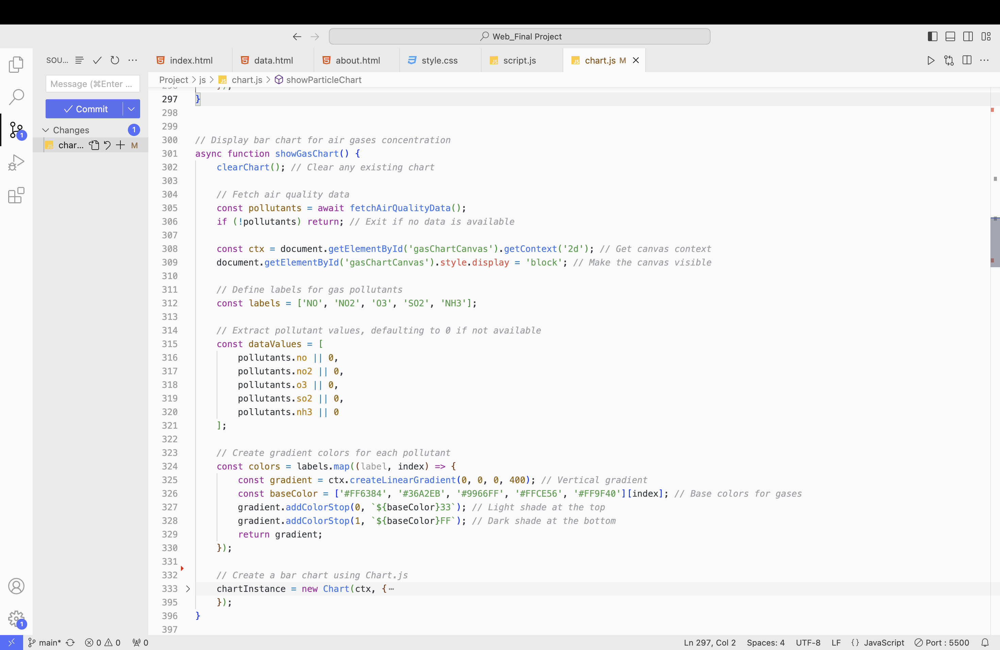 Web_Final Project
SOU...
index.html
data.html
about.html
style.css
script.js
chart.js M
Message (⌘Enter ...
Commit
Changes 1
char... M
Project > js > chart.js > showParticleChart
297 }
298
299
300 // Display bar chart for air gases concentration
301 async function showGasChart() {
302     clearChart(); // Clear any existing chart
303
304     // Fetch air quality data
305     const pollutants = await fetchAirQualityData();
306     if (!pollutants) return; // Exit if no data is available
307
308     const ctx = document.getElementById('gasChartCanvas').getContext('2d'); // Get canvas context
309     document.getElementById('gasChartCanvas').style.display = 'block'; // Make the canvas visible
310
311     // Define labels for gas pollutants
312     const labels = ['NO', 'NO2', 'O3', 'SO2', 'NH3'];
313
314     // Extract pollutant values, defaulting to 0 if not available
315     const dataValues = [
316         pollutants.no || 0,
317         pollutants.no2 || 0,
318         pollutants.o3 || 0,
319         pollutants.so2 || 0,
320         pollutants.nh3 || 0
321     ];
322
323     // Create gradient colors for each pollutant
324     const colors = labels.map((label, index) => {
325         const gradient = ctx.createLinearGradient(0, 0, 0, 400); // Vertical gradient
326         const baseColor = ['#FF6384', '#36A2EB', '#9966FF', '#FFCE56', '#FF9F40'][index]; // Base colors for gases
327         gradient.addColorStop(0, `${baseColor}33`); // Light shade at the top
328         gradient.addColorStop(1, `${baseColor}FF`); // Dark shade at the bottom
329         return gradient;
330     });
331
332     // Create a bar chart using Chart.js
333     chartInstance = new Chart(ctx, {⋯
395     });
396 }
397
1
1
main* 0 0 0
Ln 297, Col 2 Spaces: 4 UTF-8 LF {} JavaScript Port : 5500